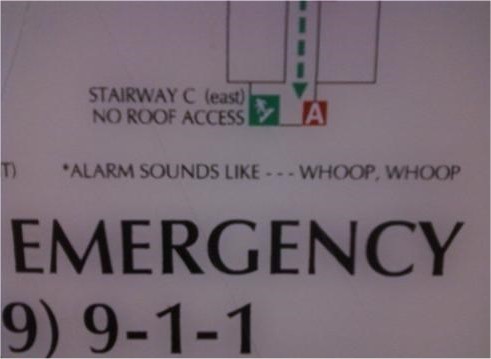 STAIRWAY C (east)
NO ROOF ACCESS
A
T) *ALARM SOUNDS LIKE --- WHOOP, WHOOP
EMERGENCY
9) 9-1-1